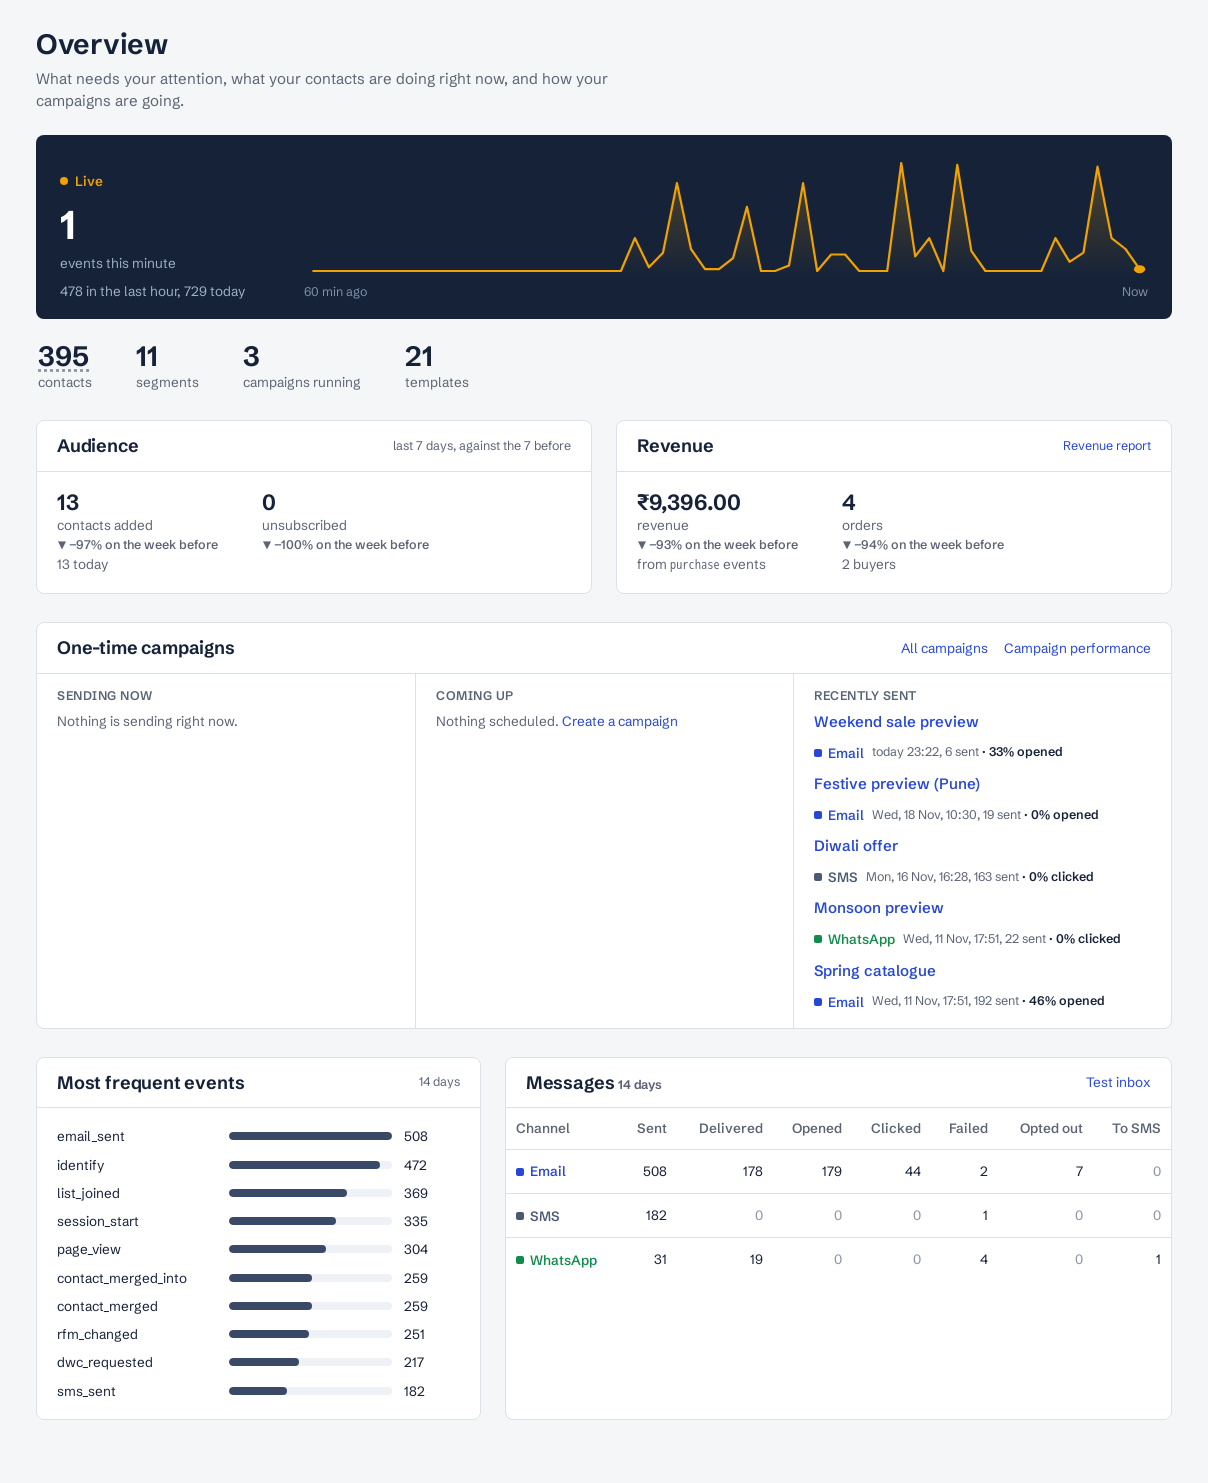 Overview
What needs your attention, what your contacts are doing right now, and how your
campaigns are going.
Live
1
events this minute
478 in the last hour, 729 today
60 min ago
Now
395
contacts
11
segments
3
campaigns running
21
templates
Audience
last 7 days, against the 7 before
13
contacts added
▼ −97% on the week before
13 today
0
unsubscribed
▼ −100% on the week before
Revenue
Revenue report
₹9,396.00
revenue
▼ −93% on the week before
from purchase events
4
orders
▼ −94% on the week before
2 buyers
One-time campaigns
All campaigns Campaign performance
SENDING NOW
Nothing is sending right now.
COMING UP
Nothing scheduled. Create a campaign
RECENTLY SENT
Weekend sale preview
Email today 23:22, 6 sent · 33% opened
Festive preview (Pune)
Email Wed, 18 Nov, 10:30, 19 sent · 0% opened
Diwali offer
SMS Mon, 16 Nov, 16:28, 163 sent · 0% clicked
Monsoon preview
WhatsApp Wed, 11 Nov, 17:51, 22 sent · 0% clicked
Spring catalogue
Email Wed, 11 Nov, 17:51, 192 sent · 46% opened
Most frequent events
14 days
email_sent 508
identify 472
list_joined 369
session_start 335
page_view 304
contact_merged_into 259
contact_merged 259
rfm_changed 251
dwc_requested 217
sms_sent 182
Messages 14 days
Test inbox
Channel Sent Delivered Opened Clicked Failed Opted out To SMS
Email 508 178 179 44 2 7 0
SMS 182 0 0 0 1 0 0
WhatsApp 31 19 0 0 4 0 1